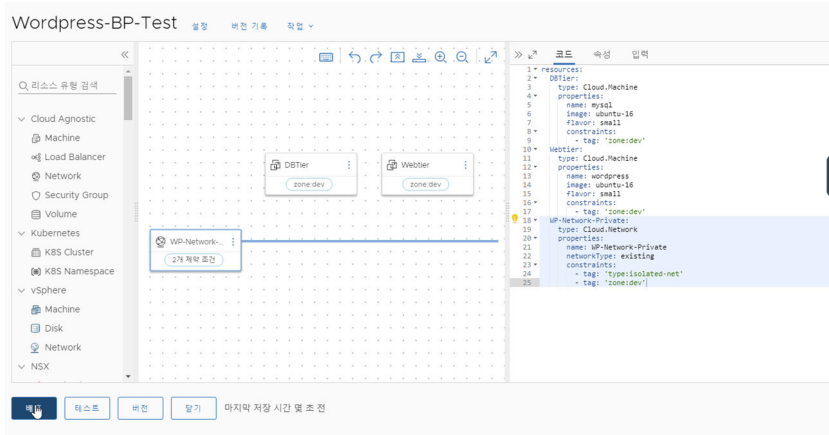 Wordpress-BP-Test 설정 버전 기록 작업
리소스 유형 검색
Cloud Agnostic
Machine
Load Balancer
Network
Security Group
Volume
Kubernetes
K8S Cluster
K8S Namespace
vSphere
Machine
Disk
Network
NSX
DBTier
zone:dev
Webtier
zone:dev
WP-Network-...
2개 제약 조건
코드 속성 입력
1 resources:
2 DBTier:
3 type: Cloud.Machine
4 properties:
5 name: mysql
6 image: ubuntu-16
7 flavor: small
8 constraints:
9 - tag: 'zone:dev'
10 Webtier:
11 type: Cloud.Machine
12 properties:
13 name: wordpress
14 image: ubuntu-16
15 flavor: small
16 constraints:
17 - tag: 'zone:dev'
18 WP-Network-Private:
19 type: Cloud.Network
20 properties:
21 name: WP-Network-Private
22 networkType: existing
23 constraints:
24 - tag: 'type:isolated-net'
25 - tag: 'zone:dev'
테스트 버전 닫기 마지막 저장 시간 몇 초 전